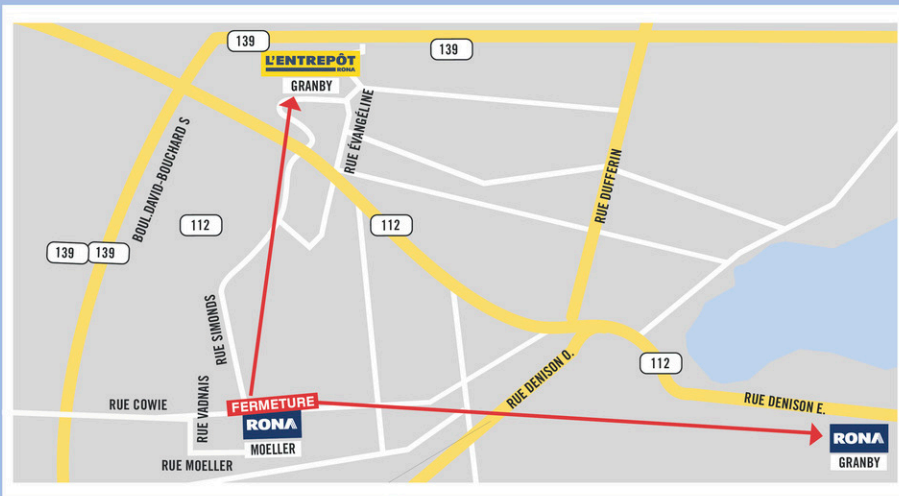 139
139
L'ENTREPÔT
RONA
GRANBY
RUE ÉVANGÉLINE
BOUL.DAVID-BOUCHARD S
RUE DUFFERIN
112
112
139
139
RUE SIMONDS
112
RUE DENISON O.
RUE DENISON E.
RUE COWIE
RUE VADNAIS
FERMETURE
RONA
MOELLER
RUE MOELLER
RONA
GRANBY